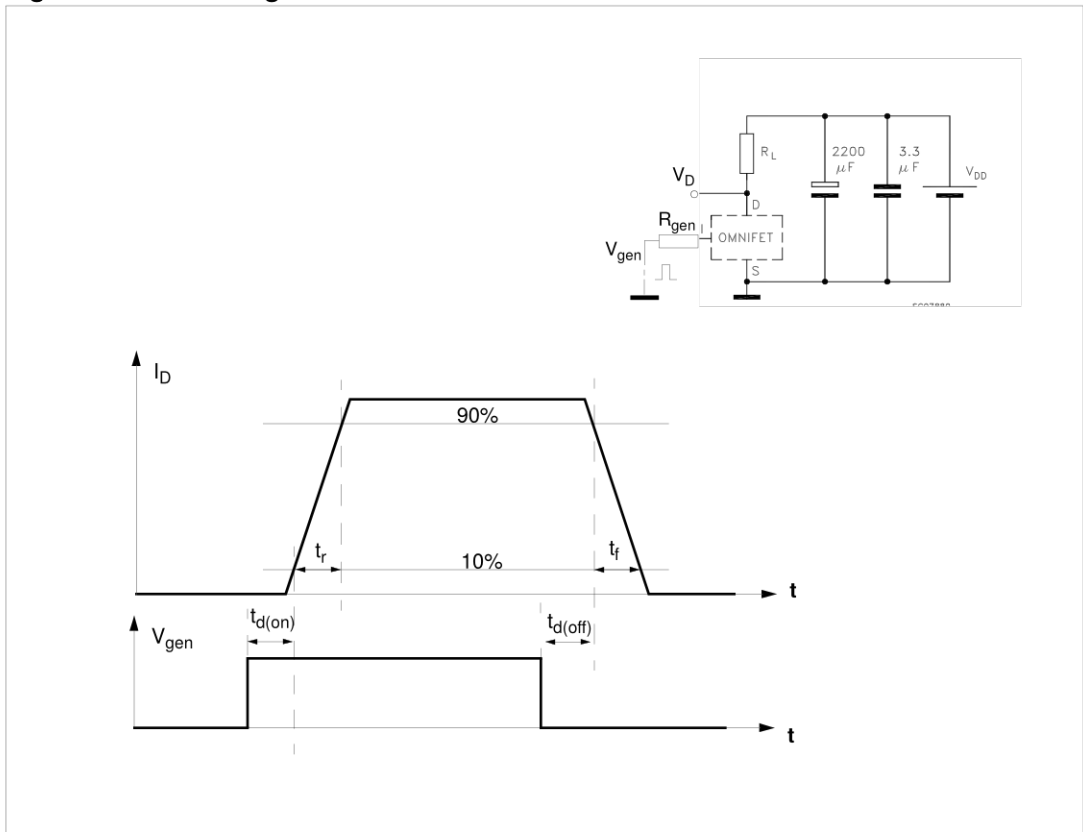 R_L
2200
µF
3.3
µF
V_DD
V_D
D
R_gen
I
OMNIFET
V_gen
S
I_D
90%
t_r
10%
t_f
t
t_d(on)
t_d(off)
V_gen
t